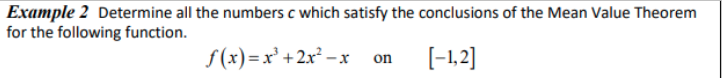 Example 2 Determine all the numbers c which satisfy the conclusions of the Mean Value Theorem
for the following function.
f(x)=x³+2x²−x on [−1,2]